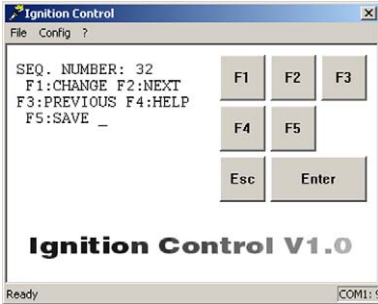 Ignition Control
File Config ?
SEQ. NUMBER: 32
F1:CHANGE F2:NEXT
F3:PREVIOUS F4:HELP
F5:SAVE _
F1 F2 F3
F4 F5
Esc Enter
Ignition Control V1.0
Ready COM1: